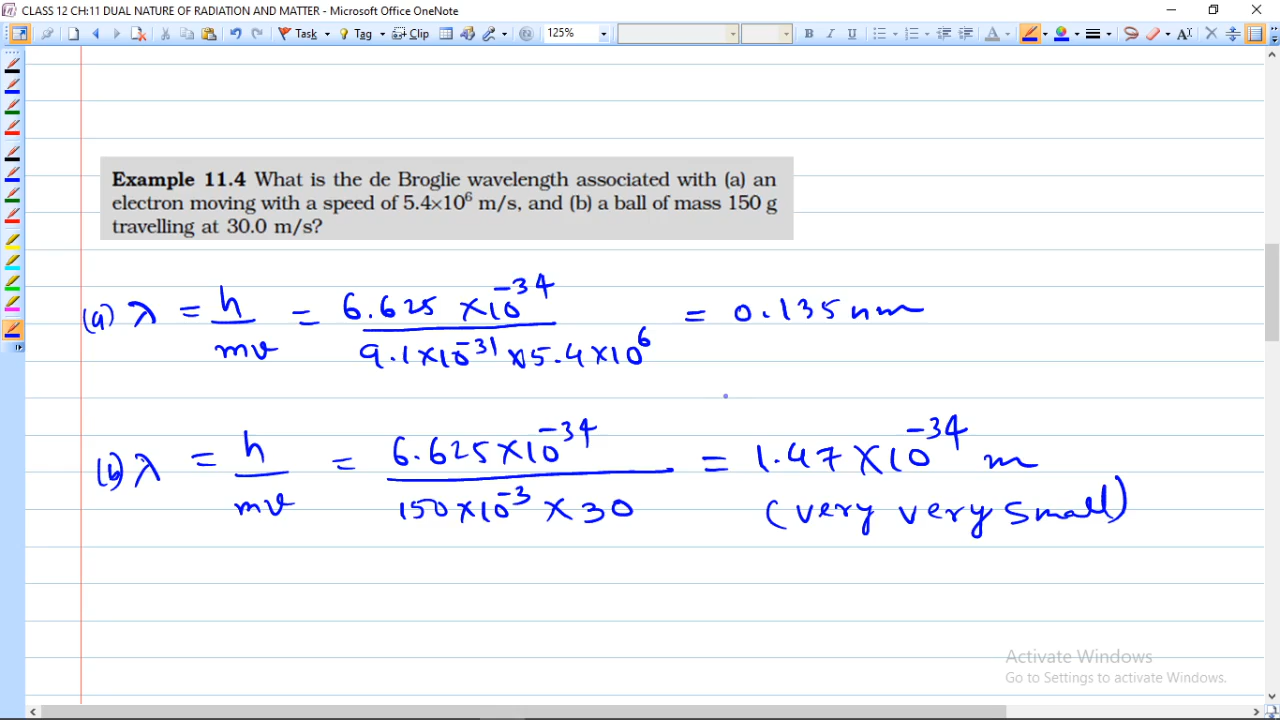 CLASS 12 CH:11 DUAL NATURE OF RADIATION AND MATTER - Microsoft Office OneNote
Task Tag Clip 125% B I U A
Example 11.4 What is the de Broglie wavelength associated with (a) an
electron moving with a speed of 5.4×10⁶ m/s, and (b) a ball of mass 150 g
travelling at 30.0 m/s?
(a) λ = h/mv = 6.625 ×10⁻³⁴ / 9.1×10⁻³¹ ×5.4×10⁶ = 0.135 nm
(b) λ = h/mv = 6.625×10⁻³⁴ / 150×10⁻³ × 30 = 1.47 ×10⁻³⁴ m
(very very small)
Activate Windows
Go to Settings to activate Windows.